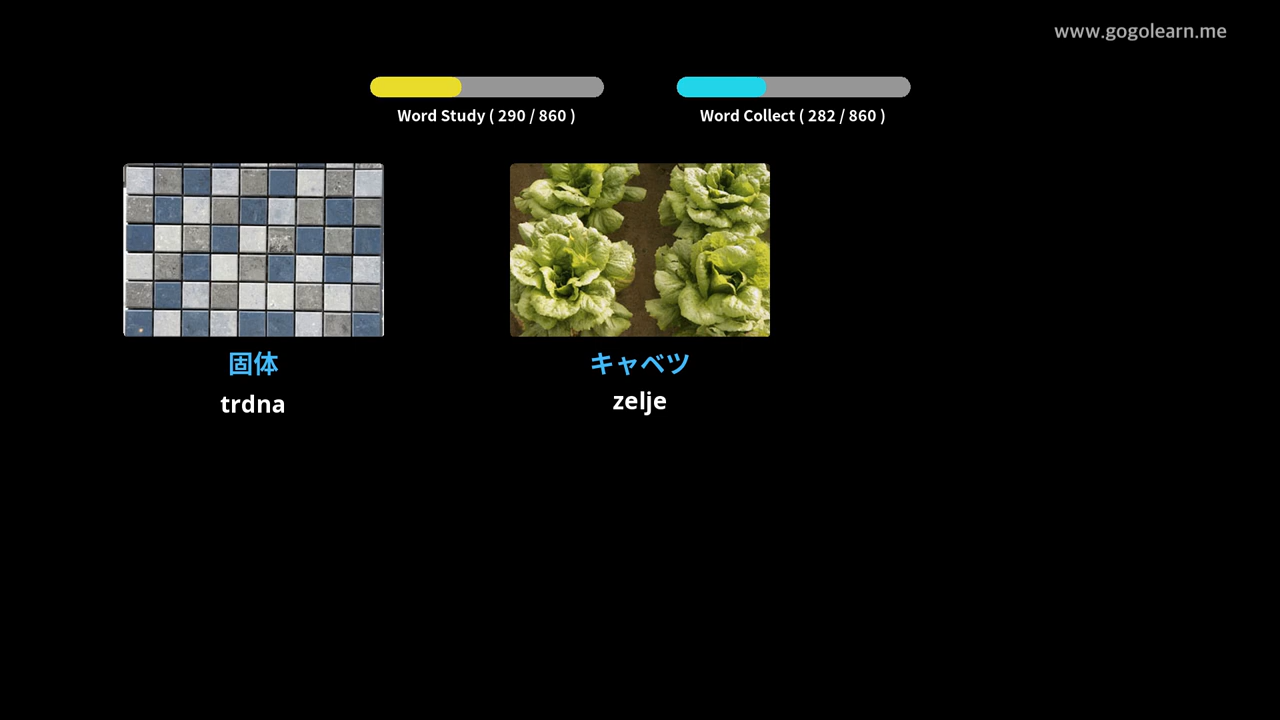 www.gogolearn.me
Word Study ( 290 / 860 )
Word Collect ( 282 / 860 )
固体
trdna
キャベツ
zelje